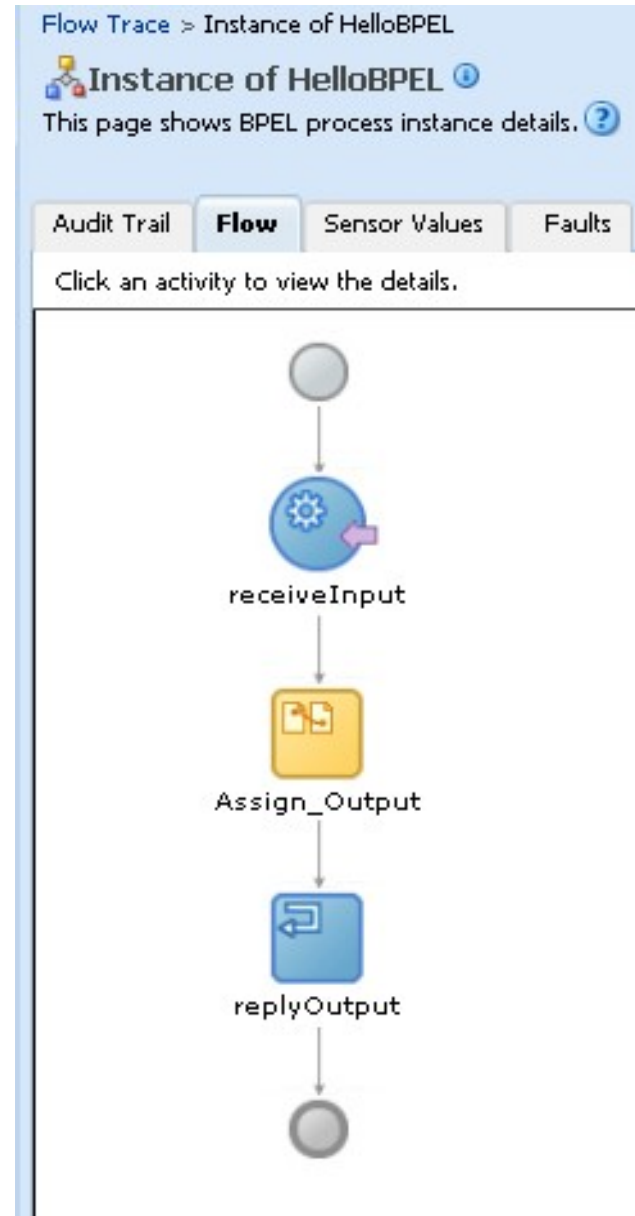 Flow Trace > Instance of HelloBPEL
Instance of HelloBPEL
This page shows BPEL process instance details.
Audit Trail Flow Sensor Values Faults
Click an activity to view the details.
receiveInput
Assign_Output
replyOutput